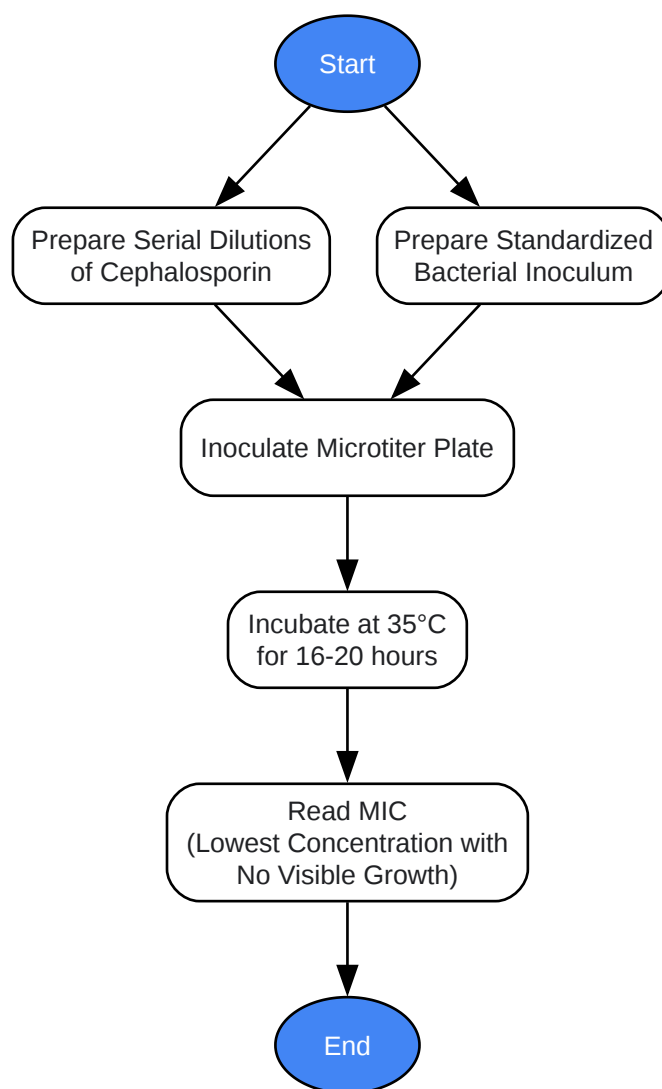 Start
Prepare Serial Dilutions
of Cephalosporin
Prepare Standardized
Bacterial Inoculum
Inoculate Microtiter Plate
Incubate at 35°C
for 16-20 hours
Read MIC
(Lowest Concentration with
No Visible Growth)
End